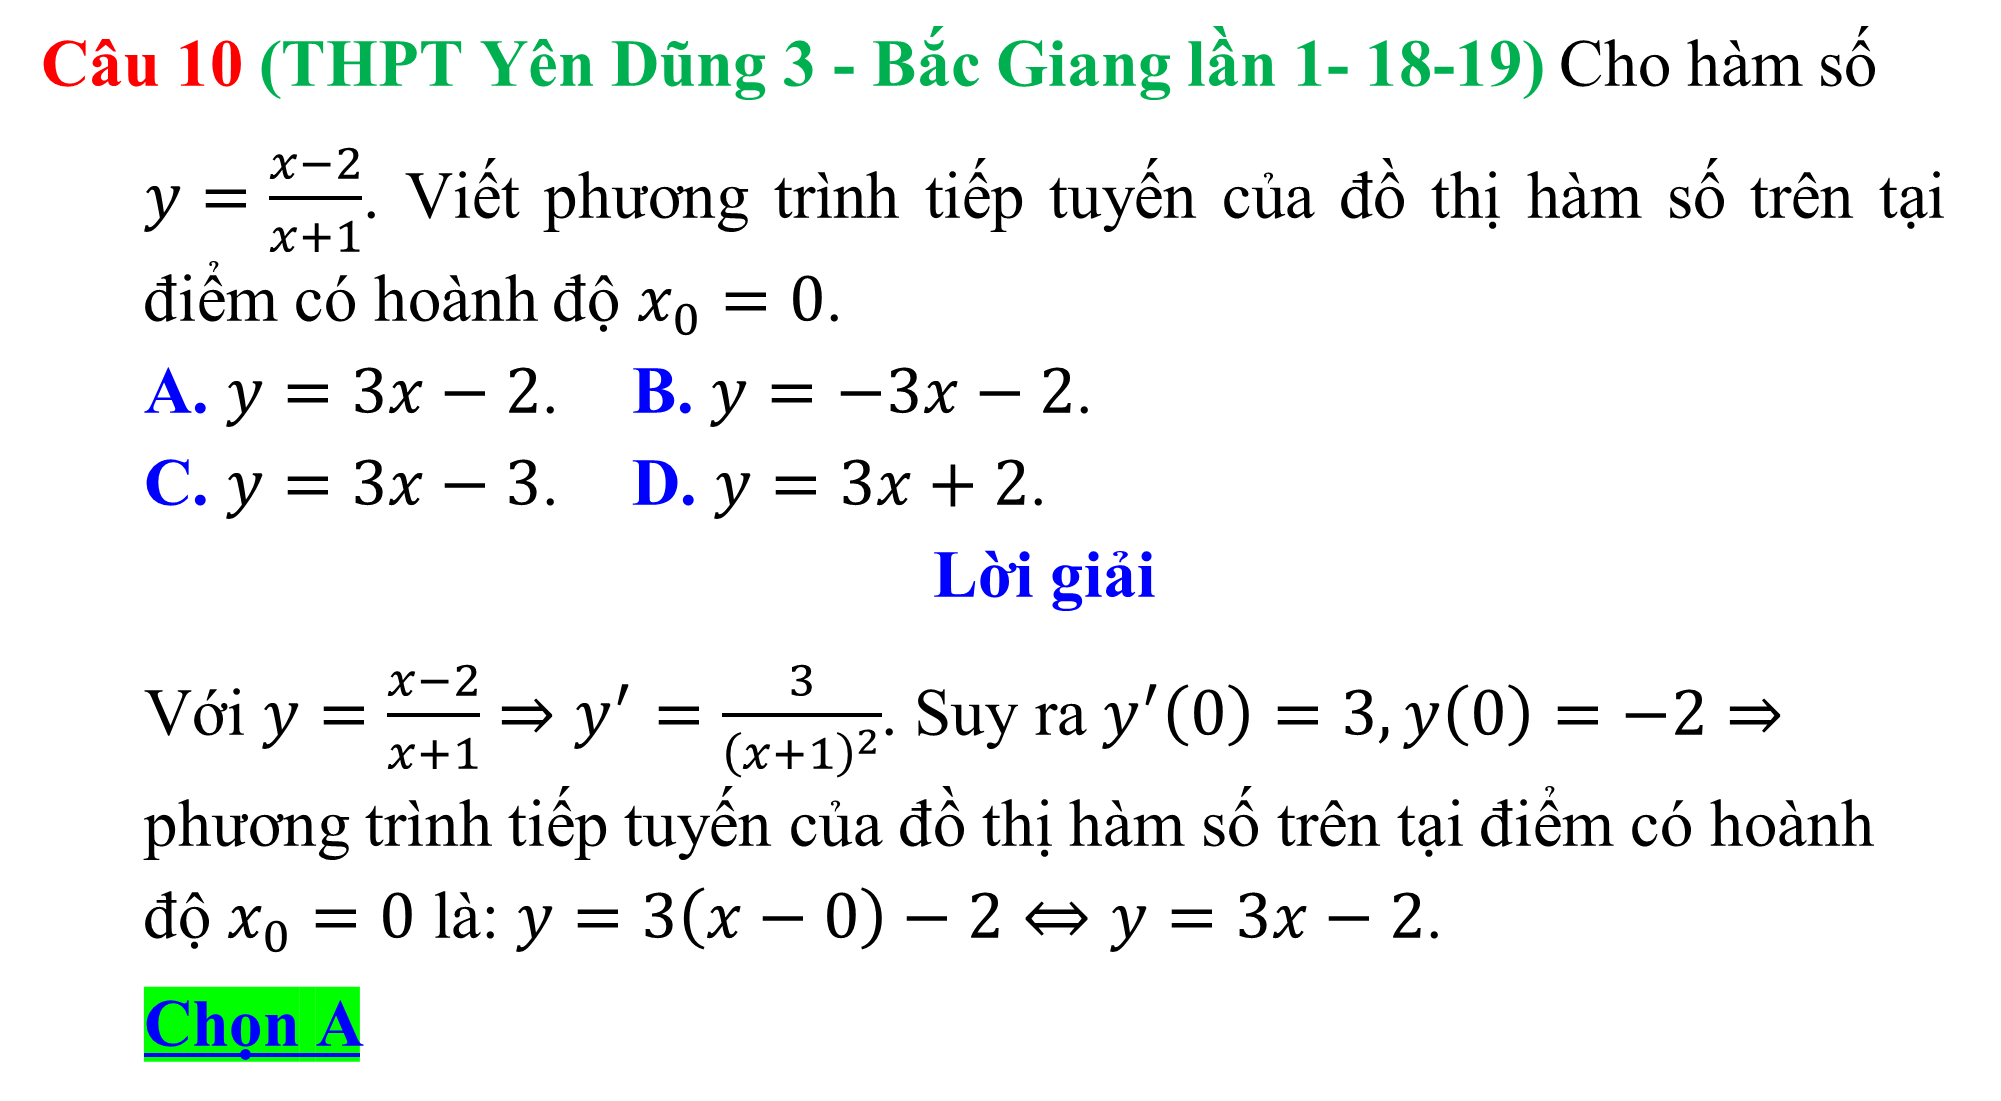 Câu 10 (THPT Yên Dũng 3 - Bắc Giang lần 1- 18-19) Cho hàm số
y = \frac{x-2}{x+1}. Viết phương trình tiếp tuyến của đồ thị hàm số trên tại
điểm có hoành độ x₀ = 0.
A. y = 3x − 2. B. y = −3x − 2.
C. y = 3x − 3. D. y = 3x + 2.
Lời giải
Với y = \frac{x-2}{x+1} ⇒ y′ = \frac{3}{(x+1)^2}. Suy ra y′(0) = 3, y(0) = −2 ⇒
phương trình tiếp tuyến của đồ thị hàm số trên tại điểm có hoành
độ x₀ = 0 là: y = 3(x − 0) − 2 ⇔ y = 3x − 2.
Chọn A